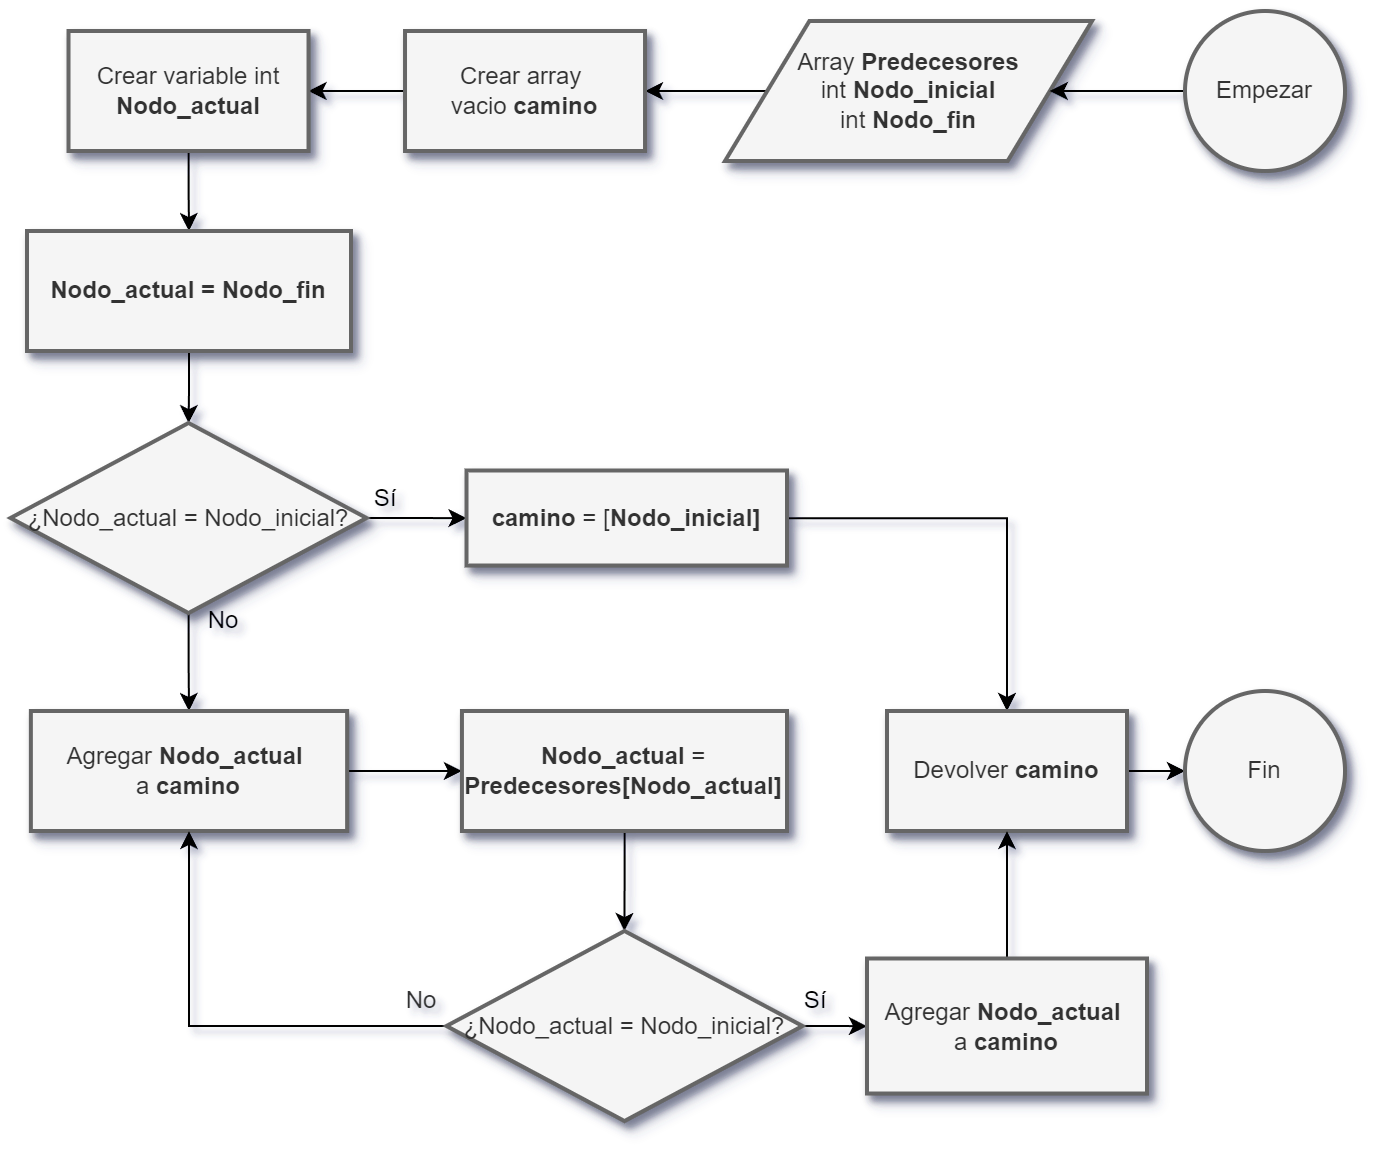 Empezar
Array Predecesores
int Nodo_inicial
int Nodo_fin
Crear array
vacio camino
Crear variable int
Nodo_actual
Nodo_actual = Nodo_fin
¿Nodo_actual = Nodo_inicial?
Sí
camino = [Nodo_inicial]
No
Agregar Nodo_actual
a camino
Nodo_actual =
Predecesores[Nodo_actual]
¿Nodo_actual = Nodo_inicial?
No
Sí
Agregar Nodo_actual
a camino
Devolver camino
Fin